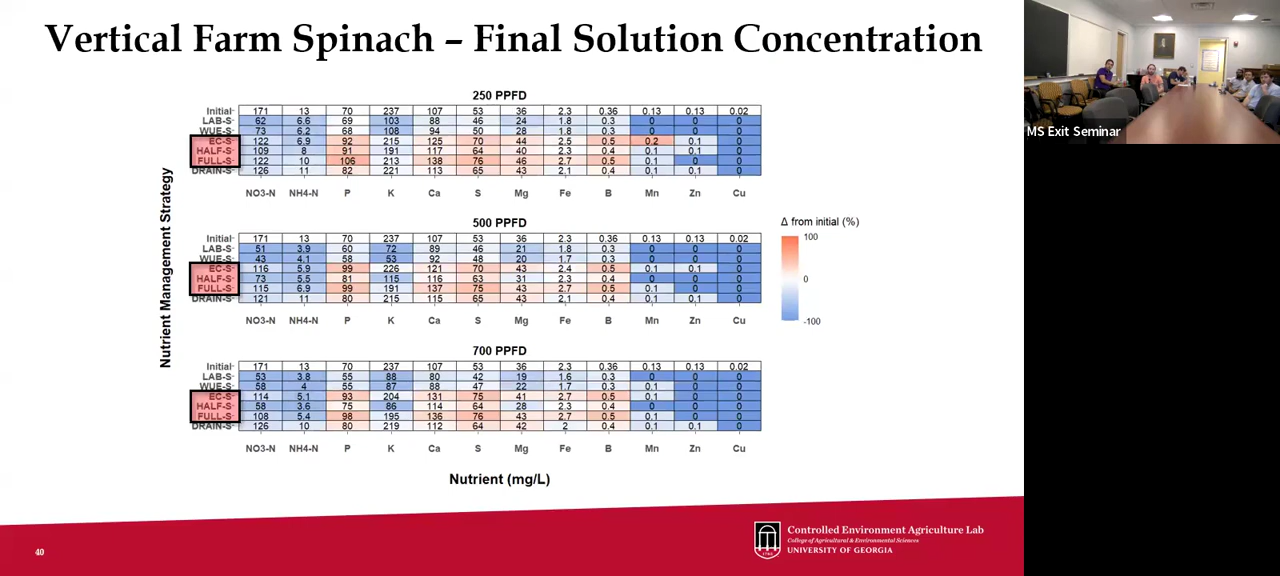 Vertical Farm Spinach – Final Solution Concentration
MS Exit Seminar
Nutrient Management Strategy
250 PPFD
Initial 171 13 70 237 107 53 36 2.3 0.36 0.13 0.13 0.02
LAB-S 62 6.6 69 103 88 46 24 1.8 0.3 0 0 0
WUE-S 73 6.2 68 108 94 50 28 1.8 0.3 0 0 0
EC-S 122 6.9 92 215 125 70 44 2.5 0.5 0.2 0.1 0
HALF-S 109 8 91 191 117 64 40 2.3 0.4 0.1 0.1 0
FULL-S 122 10 106 213 138 76 46 2.7 0.5 0.1 0 0
DRAIN-S 126 11 82 221 113 65 43 2.1 0.4 0.1 0.1 0
NO3-N NH4-N P K Ca S Mg Fe B Mn Zn Cu
500 PPFD
Initial 171 13 70 237 107 53 36 2.3 0.36 0.13 0.13 0.02
LAB-S 51 3.9 60 72 89 46 21 1.8 0.3 0 0 0
WUE-S 43 4.1 58 53 92 48 20 1.7 0.3 0 0 0
EC-S 116 5.9 99 226 121 70 43 2.4 0.5 0.1 0.1 0
HALF-S 73 5.5 81 115 116 63 31 2.3 0.4 0.1 0 0
FULL-S 115 6.9 99 191 137 75 43 2.7 0.5 0.1 0 0
DRAIN-S 121 11 80 215 115 65 43 2.1 0.4 0.1 0.1 0
NO3-N NH4-N P K Ca S Mg Fe B Mn Zn Cu
700 PPFD
Initial 171 13 70 237 107 53 36 2.3 0.36 0.13 0.13 0.02
LAB-S 53 3.8 55 88 80 42 19 1.6 0.3 0 0 0
WUE-S 58 4 55 87 88 47 22 1.7 0.3 0.1 0 0
EC-S 114 5.1 93 204 131 75 41 2.7 0.5 0.1 0 0
HALF-S 58 3.6 75 86 114 64 28 2.3 0.4 0 0 0
FULL-S 108 5.4 98 195 136 76 43 2.7 0.5 0.1 0 0
DRAIN-S 126 10 80 219 112 64 42 2 0.4 0.1 0.1 0
NO3-N NH4-N P K Ca S Mg Fe B Mn Zn Cu
Nutrient (mg/L)
Δ from initial (%)
100
0
-100
40
Controlled Environment Agriculture Lab
College of Agricultural & Environmental Sciences
UNIVERSITY OF GEORGIA